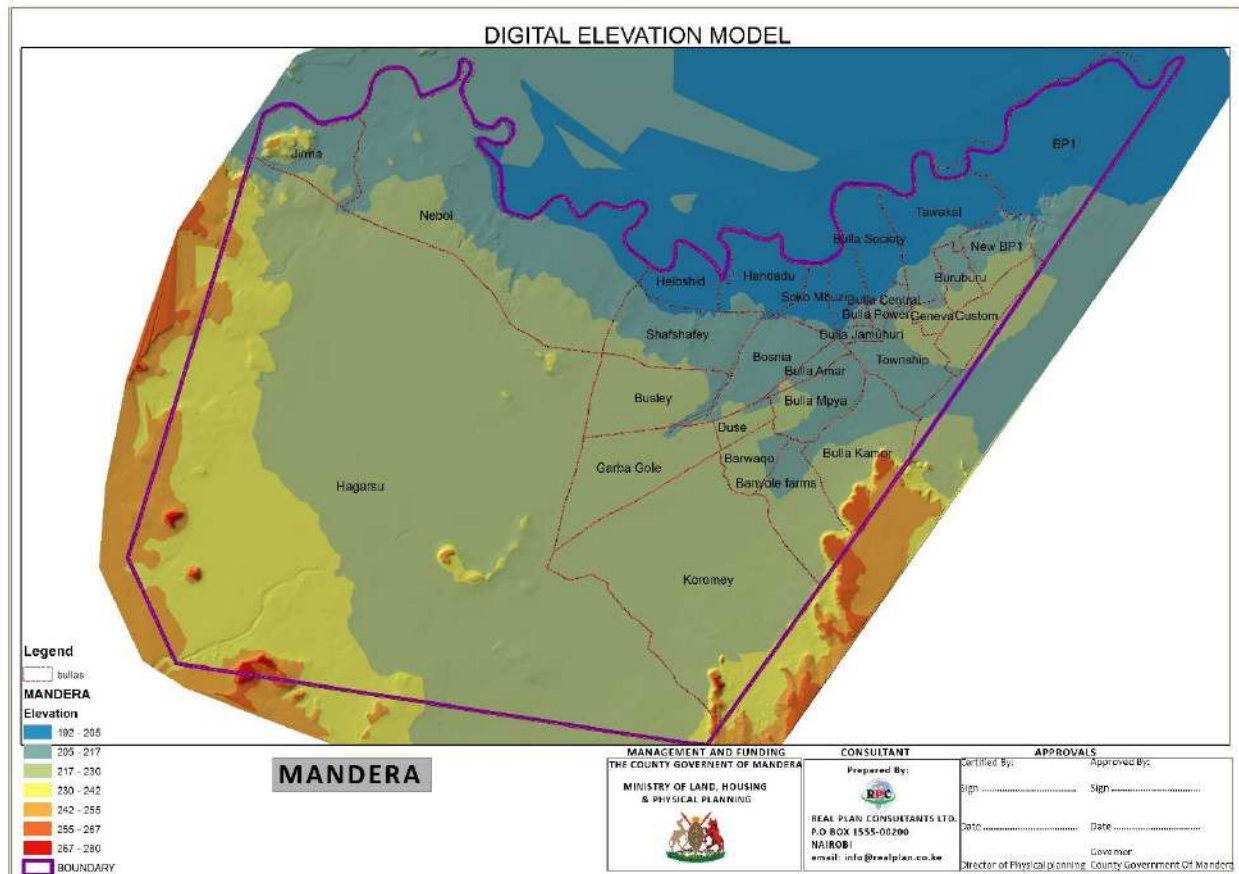 DIGITAL ELEVATION MODEL
BP1
Jirma
Neboi
Tawakal
Bulla Society
New BP1
Heloshid
Handadu
Buruburu
Soko Mbuzi
Bulla Central
Bulla Power
Geneva
Custom
Shafshafey
Bulla Jamuhuri
Bosnia
Township
Bulla Amar
Busley
Bulla Mpya
Duse
Bulla Kamor
Garba Gole
Barwaqo
Hagarsu
Banyole farms
Koromey
Legend
bullas
MANDERA
Elevation
192 - 205
205 - 217
217 - 230
230 - 242
242 - 255
255 - 267
267 - 280
BOUNDARY
MANDERA
MANAGEMENT AND FUNDING
THE COUNTY GOVERNENT OF MANDERA
MINISTRY OF LAND, HOUSING
& PHYSICAL PLANNING
CONSULTANT
Prepared By:
RPC
REAL PLAN CONSULTANTS LTD.
P.O BOX 1555-00200
NAIROBI
email: info@realplan.co.ke
APPROVALS
Certified By:
Sign ........................
Date ........................
Director of Physical planning
Approved By:
Sign ........................
Date ........................
Governor
County Government Of Mandera